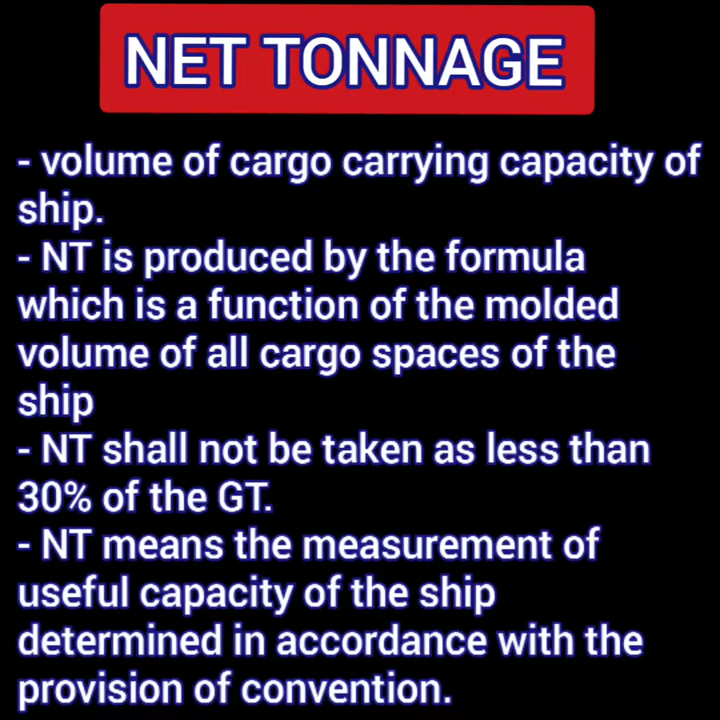 NET TONNAGE
- volume of cargo carrying capacity of
ship.
- NT is produced by the formula
which is a function of the molded
volume of all cargo spaces of the
ship
- NT shall not be taken as less than
30% of the GT.
- NT means the measurement of
useful capacity of the ship
determined in accordance with the
provision of convention.